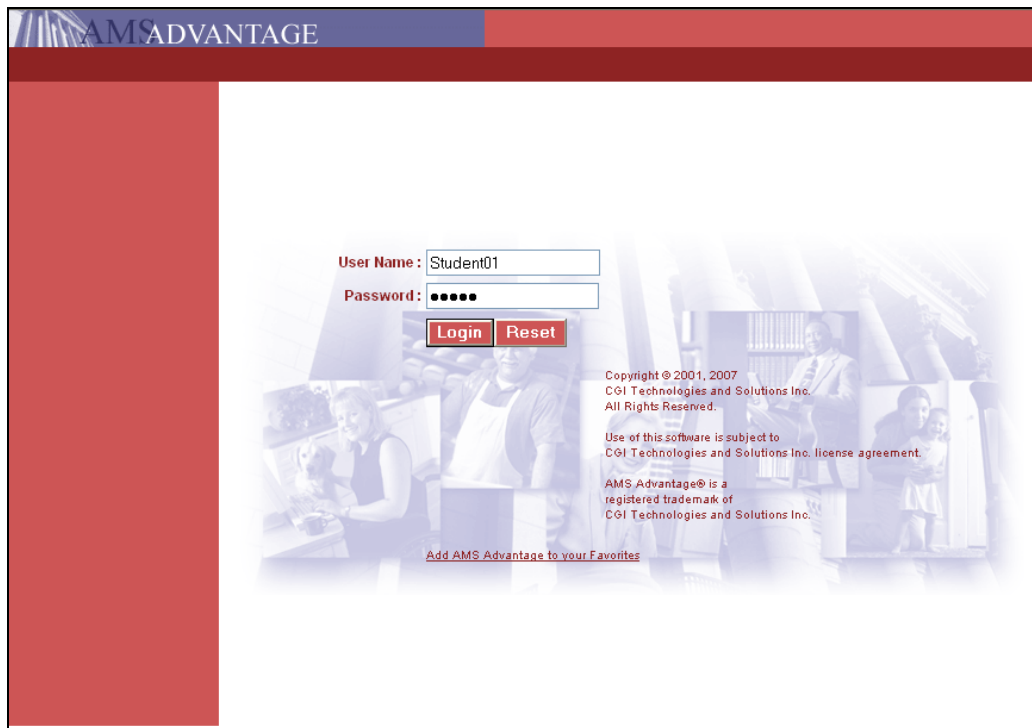 AMSADVANTAGE
User Name : Student01
Password : ●●●●●
Login Reset
Copyright © 2001, 2007
CGI Technologies and Solutions Inc.
All Rights Reserved.
Use of this software is subject to
CGI Technologies and Solutions Inc. license agreement.
AMS Advantage® is a
registered trademark of
CGI Technologies and Solutions Inc.
Add AMS Advantage to your Favorites